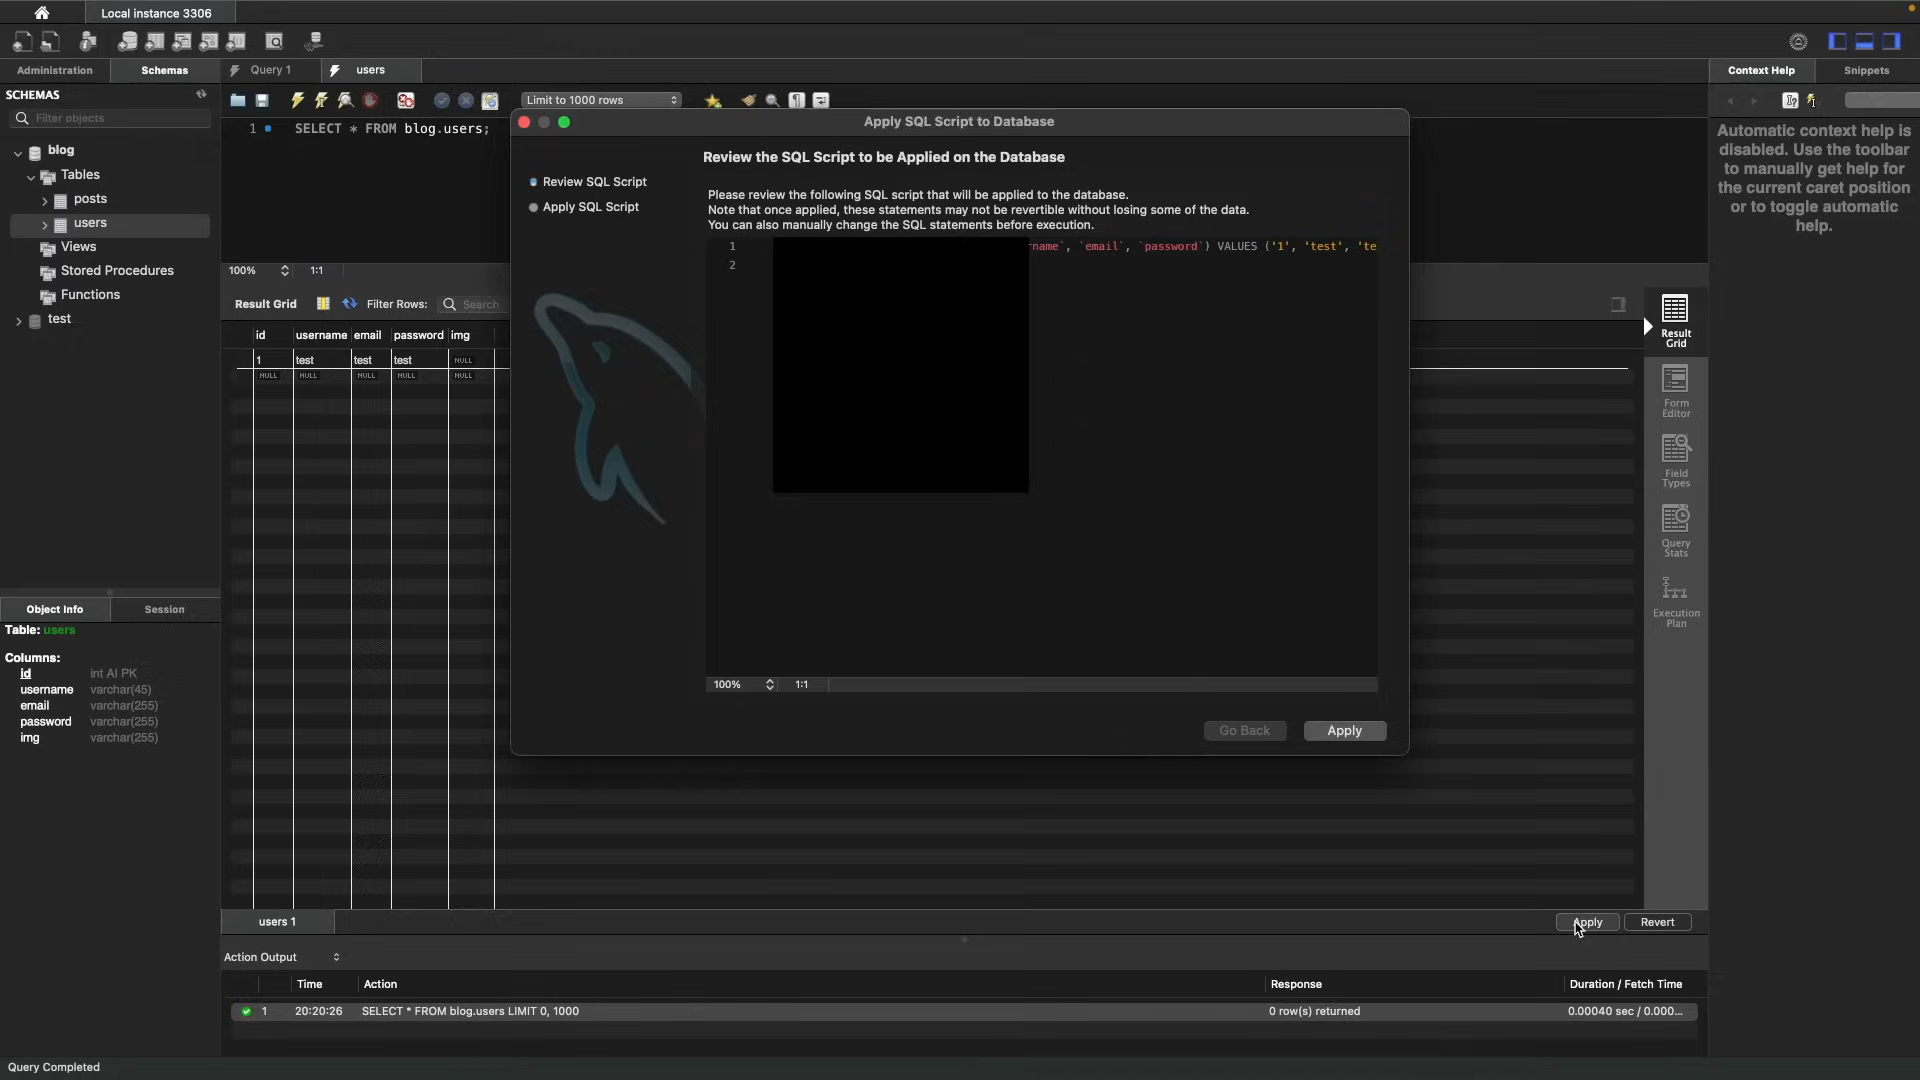 Local instance 3306
Administration
Schemas
Query 1
users
Context Help
Snippets
SCHEMAS
Filter objects
Limit to 1000 rows
1
SELECT * FROM blog.users;
blog
Tables
posts
users
Views
Stored Procedures
Functions
test
Automatic context help is
disabled. Use the toolbar
to manually get help for
the current caret position
or to toggle automatic
help.
Apply SQL Script to Database
Review the SQL Script to be Applied on the Database
Review SQL Script
Apply SQL Script
Please review the following SQL script that will be applied to the database.
Note that once applied, these statements may not be revertible without losing some of the data.
You can also manually change the SQL statements before execution.
1
name`, `email`, `password`) VALUES ('1', 'test', 'te
2
100%
1:1
Go Back
Apply
100%
1:1
Result Grid
Filter Rows:
Search
id username email password img
1 test test test NULL
NULL NULL NULL NULL NULL
Result
Grid
Form
Editor
Field
Types
Query
Stats
Execution
Plan
Object Info
Session
Table: users
Columns:
id int AI PK
username varchar(45)
email varchar(255)
password varchar(255)
img varchar(255)
users 1
Apply
Revert
Action Output
Time
Action
Response
Duration / Fetch Time
1 20:20:26 SELECT * FROM blog.users LIMIT 0, 1000
0 row(s) returned
0.00040 sec / 0.000...
Query Completed